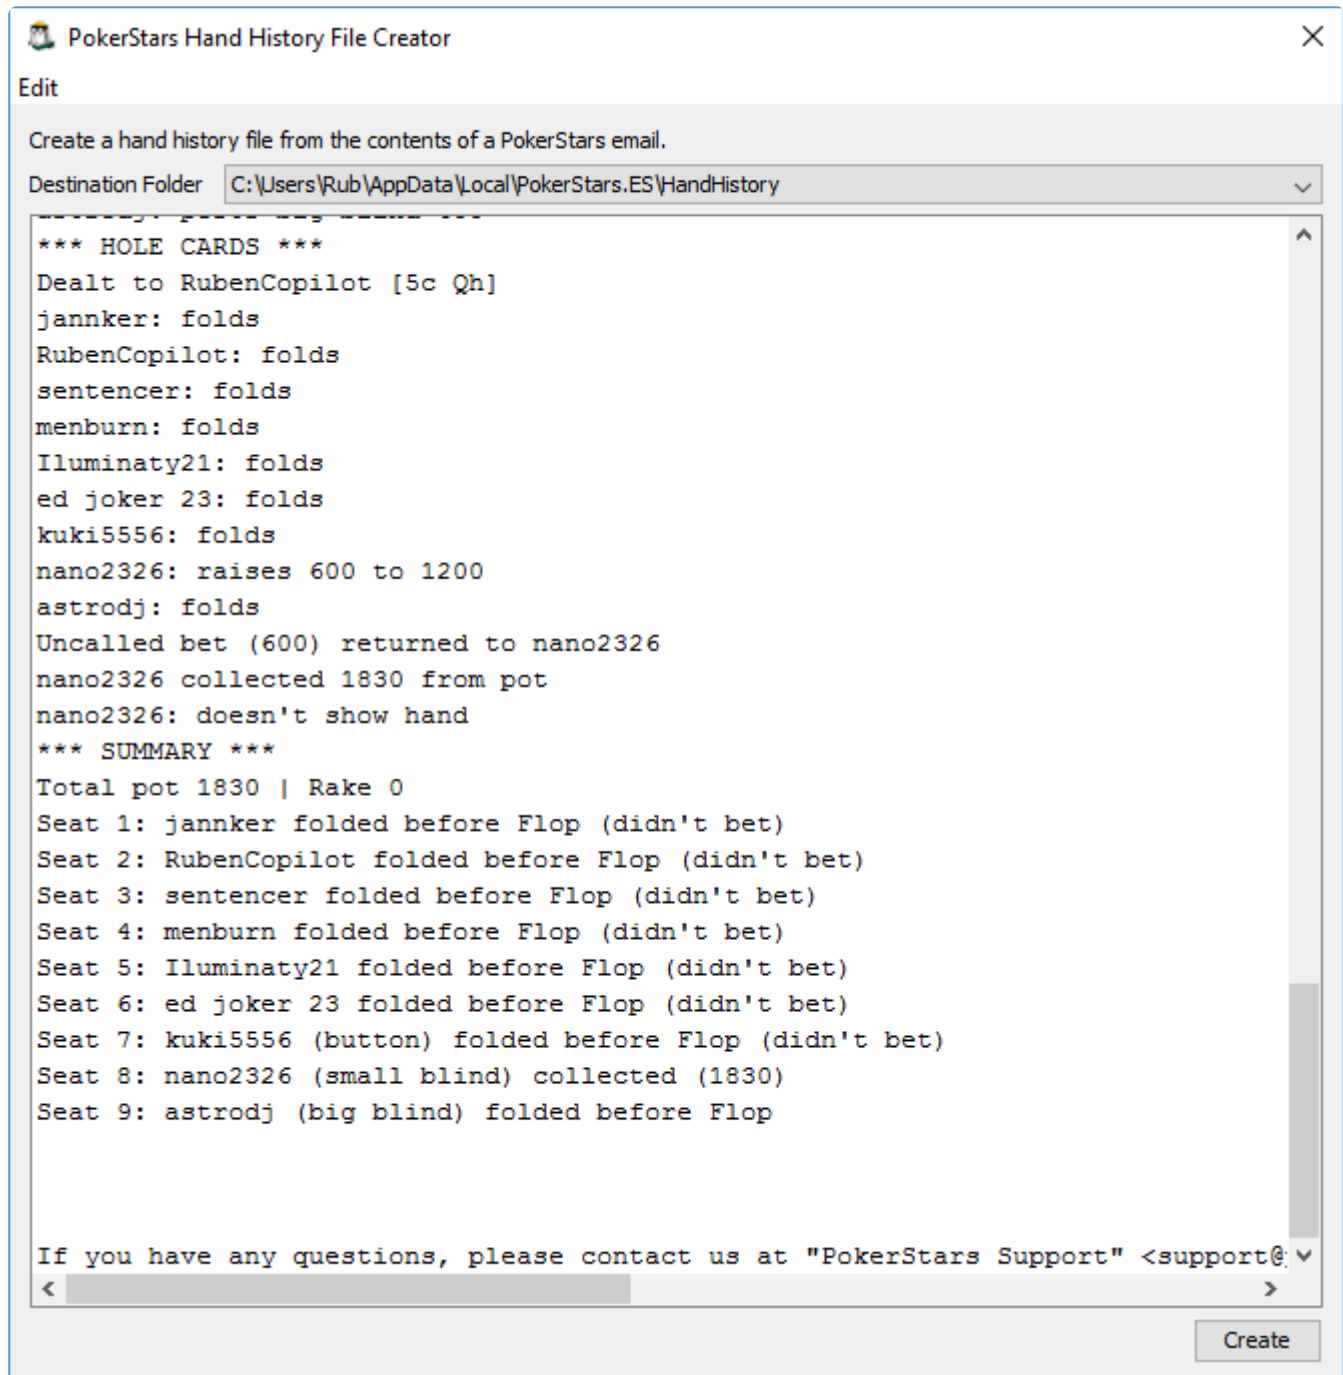 PokerStars Hand History File Creator
Edit
Create a hand history file from the contents of a PokerStars email.
Destination Folder C:\Users\Rub\AppData\Local\PokerStars.ES\HandHistory
*** HOLE CARDS ***
Dealt to RubenCopilot [5c Qh]
jannker: folds
RubenCopilot: folds
sentencer: folds
menburn: folds
Iluminaty21: folds
ed joker 23: folds
kuki5556: folds
nano2326: raises 600 to 1200
astrodj: folds
Uncalled bet (600) returned to nano2326
nano2326 collected 1830 from pot
nano2326: doesn't show hand
*** SUMMARY ***
Total pot 1830 | Rake 0
Seat 1: jannker folded before Flop (didn't bet)
Seat 2: RubenCopilot folded before Flop (didn't bet)
Seat 3: sentencer folded before Flop (didn't bet)
Seat 4: menburn folded before Flop (didn't bet)
Seat 5: Iluminaty21 folded before Flop (didn't bet)
Seat 6: ed joker 23 folded before Flop (didn't bet)
Seat 7: kuki5556 (button) folded before Flop (didn't bet)
Seat 8: nano2326 (small blind) collected (1830)
Seat 9: astrodj (big blind) folded before Flop
If you have any questions, please contact us at "PokerStars Support" <support@
Create